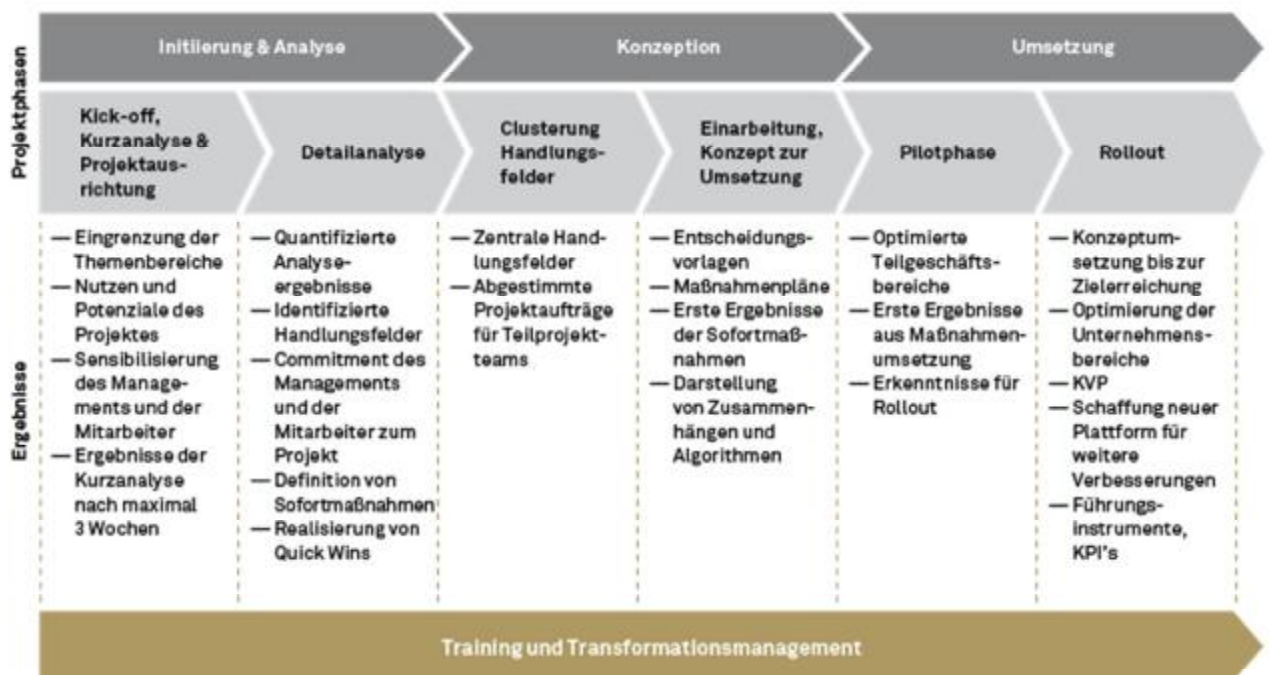 Projektphasen
Initiierung & Analyse
Konzeption
Umsetzung
Kick-off,
Kurzanalyse &
Projektaus-
richtung
Detailanalyse
Clusterung
Handlungs-
felder
Einarbeitung,
Konzept zur
Umsetzung
Pilotphase
Rollout
Ergebnisse
— Eingrenzung der
Themenbereiche
— Nutzen und
Potenziale des
Projektes
— Sensibilisierung
des Manage-
ments und der
Mitarbeiter
— Ergebnisse der
Kurzanalyse
nach maximal
3 Wochen
— Quantifizierte
Analyse-
ergebnisse
— Identifizierte
Handlungsfelder
— Commitment des
Managements
und der
Mitarbeiter zum
Projekt
— Definition von
Sofortmaßnahmen
— Realisierung von
Quick Wins
— Zentrale Hand-
lungsfelder
— Abgestimmte
Projektaufträge
für Teilprojekt-
teams
— Entscheidungs-
vorlagen
— Maßnahmenpläne
— Erste Ergebnisse
der Sofortmaß-
nahmen
— Darstellung
von Zusammen-
hängen und
Algorithmen
— Optimierte
Teilgeschäfts-
bereiche
— Erste Ergebnisse
aus Maßnahmen-
umsetzung
— Erkenntnisse für
Rollout
— Konzeptum-
setzung bis zur
Zielerreichung
— Optimierung der
Unternehmens-
bereiche
— KVP
— Schaffung neuer
Plattform für
weitere
Verbesserungen
— Führungs-
instrumente,
KPI's
Training und Transformationsmanagement